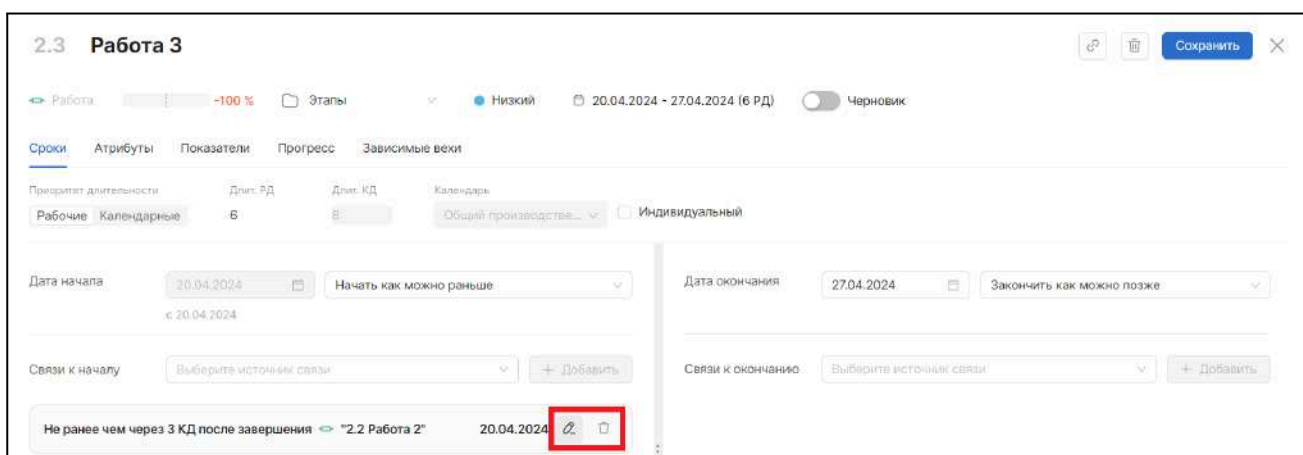 2.3 Работа 3 Сохранить
Работа -100 % Этапы Низкий 20.04.2024 - 27.04.2024 (6 РД) Черновик
Сроки Атрибуты Показатели Прогресс Зависимые вехи
Приоритет длительности Длит. РД Длит. КД Календарь
Рабочие Календарные 6 8 Общий производстве... Индивидуальный
Дата начала 20.04.2024 Начать как можно раньше Дата окончания 27.04.2024 Закончить как можно позже
с 20.04.2024
Связи к началу Выберите источник связи + Добавить Связи к окончанию Выберите источник связи + Добавить
Не ранее чем через 3 КД после завершения "2.2 Работа 2" 20.04.2024